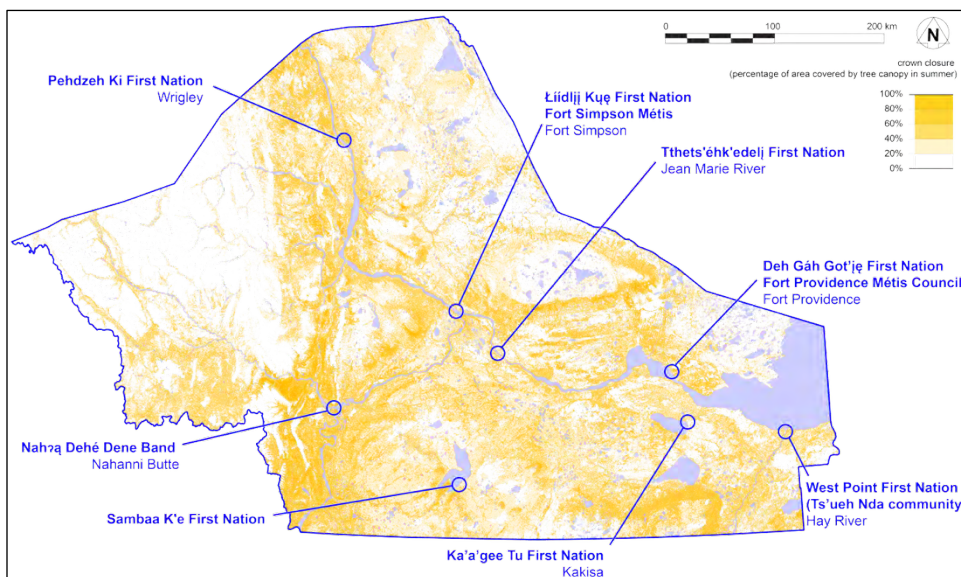 0 100 200 km
N
crown closure
(percentage of area covered by tree canopy in summer)
100%
80%
60%
40%
20%
0%
Pehdzeh Ki First Nation
Wrigley
Łíídlįį Kųę First Nation
Fort Simpson Métis
Fort Simpson
Tthets'éhk'edelį First Nation
Jean Marie River
Deh Gáh Got'ję First Nation
Fort Providence Métis Council
Fort Providence
Nahɂą Dehé Dene Band
Nahanni Butte
Sambaa K'e First Nation
Ka'a'gee Tu First Nation
Kakisa
West Point First Nation
(Ts'ueh Nda community
Hay River